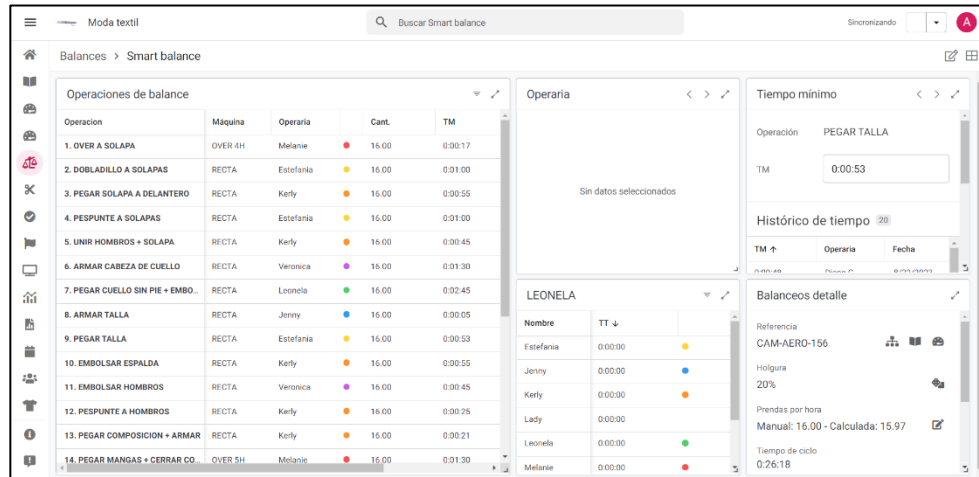 Moda textil
Buscar Smart balance
Sincronizando
A
Balances > Smart balance
Operaciones de balance
Operacion Máquina Operaria Cant. TM
1. OVER A SOLAPA OVER 4H Melanie 16.00 0:00:17
2. DOBLADILLO A SOLAPAS RECTA Estefania 16.00 0:01:00
3. PEGAR SOLAPA A DELANTERO RECTA Kerly 16.00 0:00:55
4. PESPUNTE A SOLAPAS RECTA Estefania 16.00 0:01:00
5. UNIR HOMBROS + SOLAPA RECTA Kerly 16.00 0:00:45
6. ARMAR CABEZA DE CUELLO RECTA Veronica 16.00 0:01:30
7. PEGAR CUELLO SIN PIE + EMBO... RECTA Leonela 16.00 0:02:45
8. ARMAR TALLA RECTA Jenny 16.00 0:00:05
9. PEGAR TALLA RECTA Estefania 16.00 0:00:53
10. EMBOLSAR ESPALDA RECTA Kerly 16.00 0:00:55
11. EMBOLSAR HOMBROS RECTA Veronica 16.00 0:00:45
12. PESPUNTE A HOMBROS RECTA Kerly 16.00 0:00:25
13. PEGAR COMPOSICION + ARMAR RECTA Kerly 16.00 0:00:21
14. PEGAR MANGAS + CERRAR CO... OVER 5H Melanie 16.00 0:01:30
Operaria
Sin datos seleccionados
Tiempo mínimo
Operación PEGAR TALLA
TM 0:00:53
Histórico de tiempo 20
TM ↑ Operaria Fecha
LEONELA
Nombre TT ↓
Estefania 0:00:00
Jenny 0:00:00
Kerly 0:00:00
Lady 0:00:00
Leonela 0:00:00
Melanie 0:00:00
Balanceos detalle
Referencia
CAM-AERO-156
Holgura
20%
Prendas por hora
Manual: 16.00 - Calculada: 15.97
Tiempo de ciclo
0:26:18